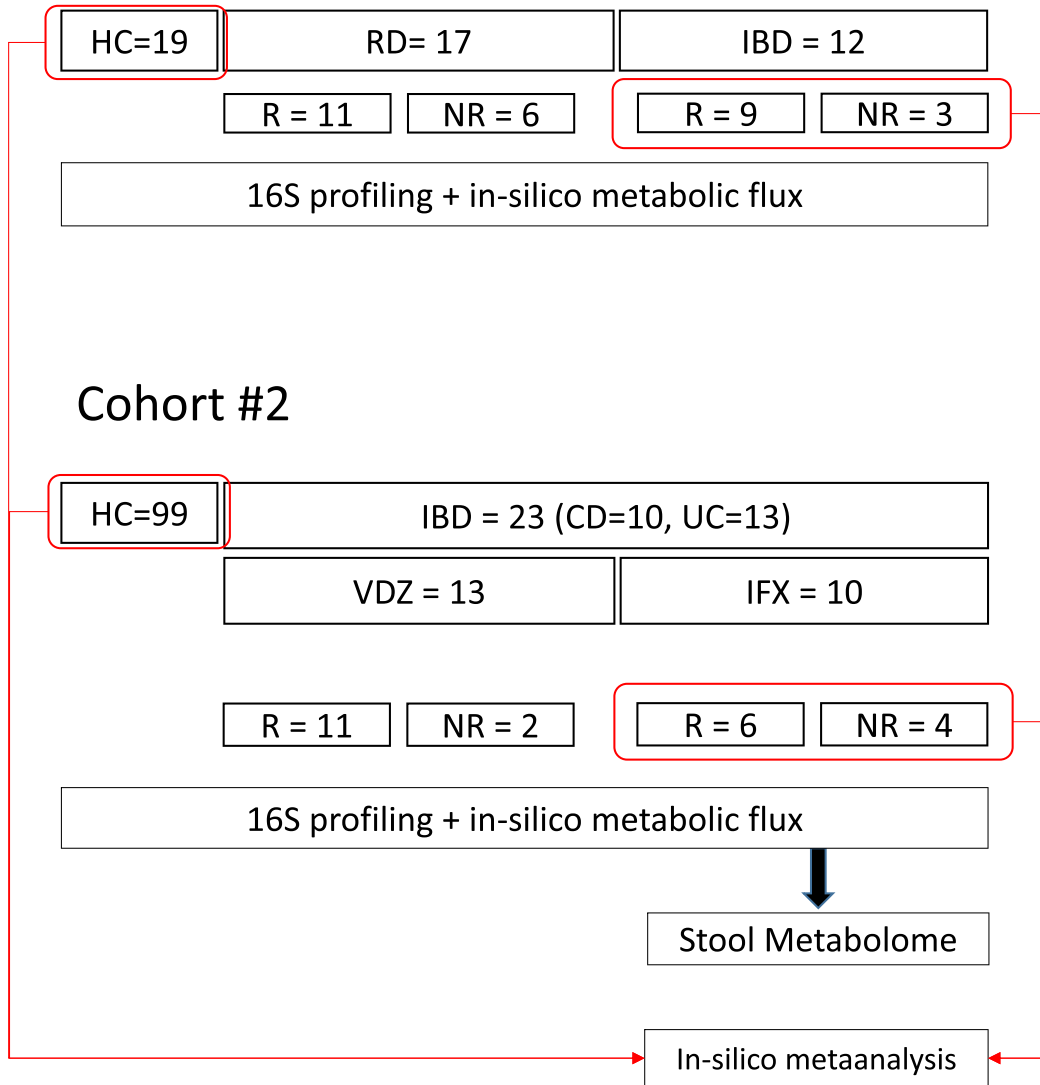 HC=19 RD= 17 IBD = 12
R = 11 NR = 6 R = 9 NR = 3
16S profiling + in-silico metabolic flux
Cohort #2
HC=99 IBD = 23 (CD=10, UC=13)
VDZ = 13 IFX = 10
R = 11 NR = 2 R = 6 NR = 4
16S profiling + in-silico metabolic flux
Stool Metabolome
In-silico metaanalysis